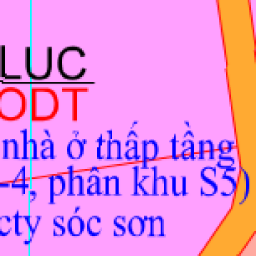 LUC
ODT
nhà ở thấp tầng
-4, phân khu S5)
cty sóc sơn